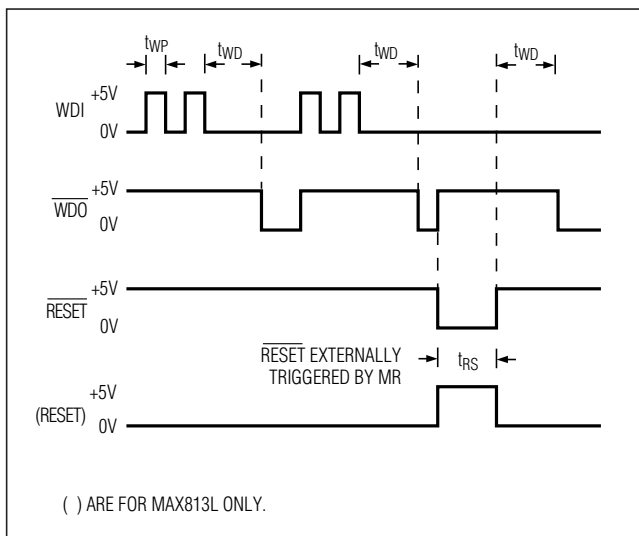 tWP tWD tWD tWD
+5V
WDI
0V
+5V
WDO
0V
+5V
RESET
0V
RESET EXTERNALLY
TRIGGERED BY MR
tRS
+5V
(RESET)
0V
( ) ARE FOR MAX813L ONLY.